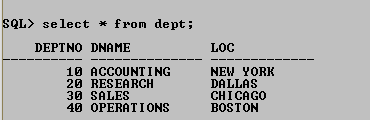 SQL> select * from dept;
DEPTNO DNAME LOC
---------- -------------- -------------
10 ACCOUNTING NEW YORK
20 RESEARCH DALLAS
30 SALES CHICAGO
40 OPERATIONS BOSTON